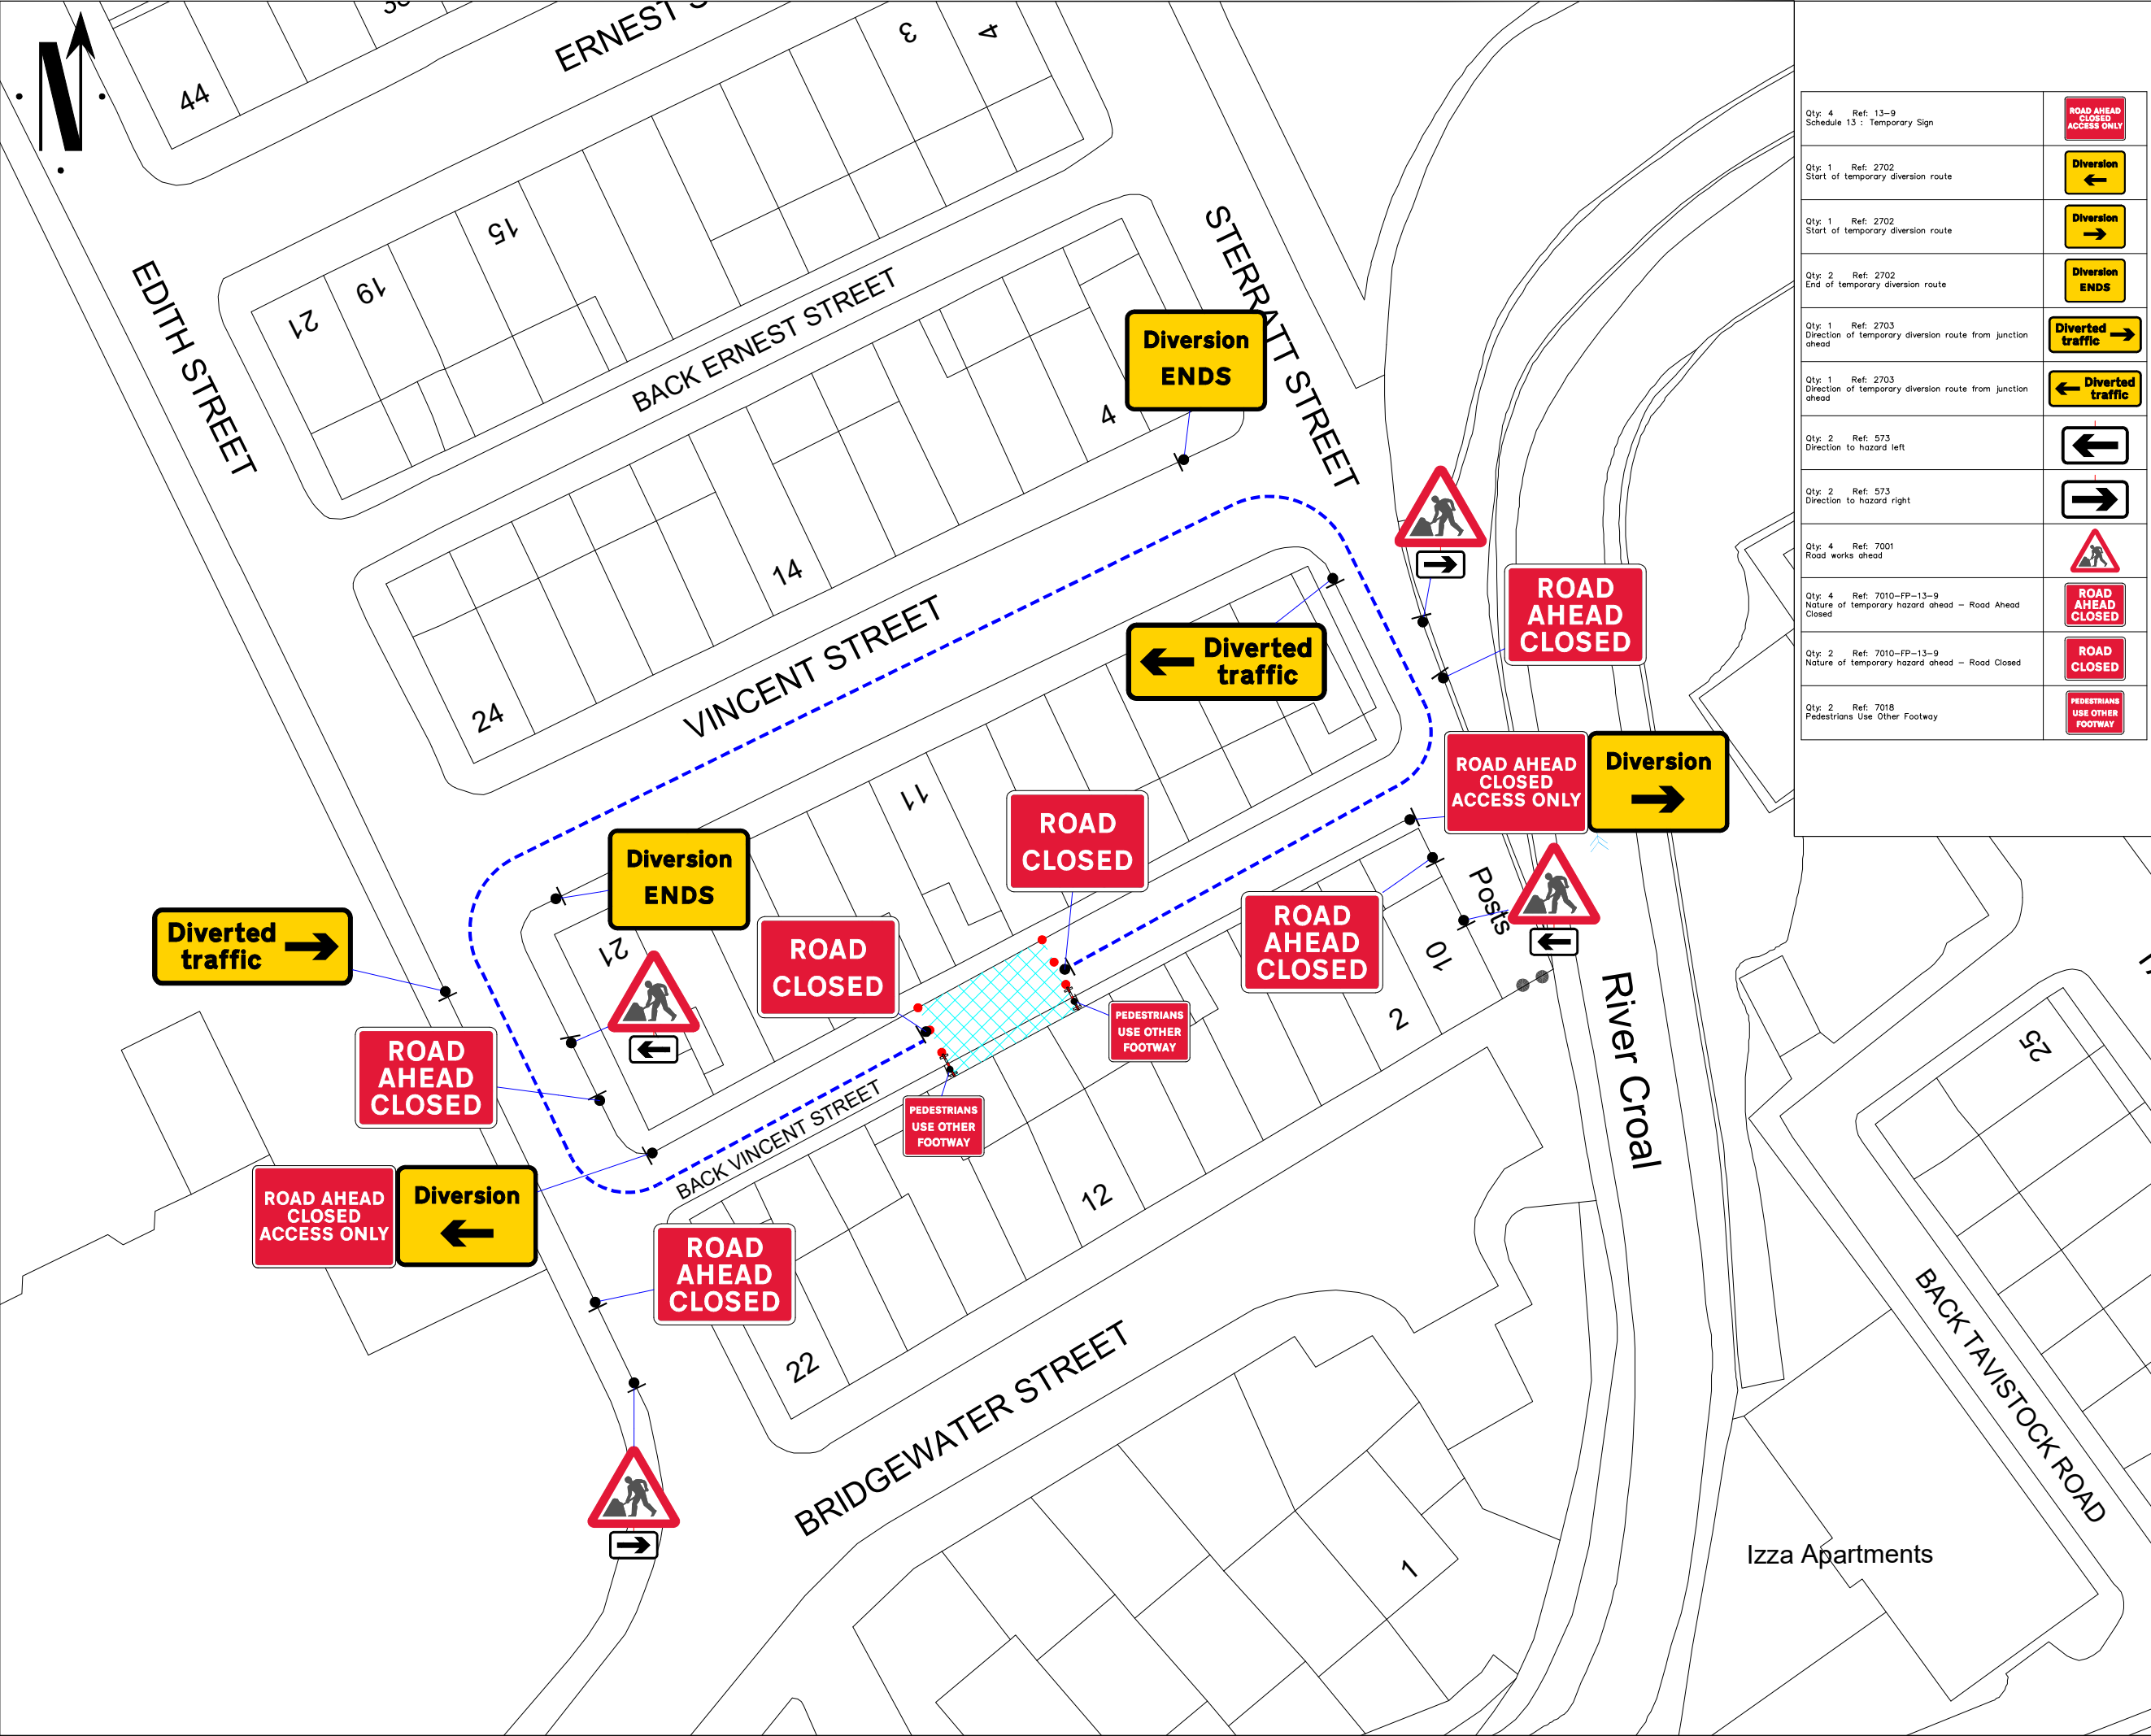 N
44
ERNEST S
3
4
15
19
21
EDITH STREET
BACK ERNEST STREET
STERRATT STREET
Diversion
ENDS
4
14
24
VINCENT STREET
Diverted
traffic
ROAD
AHEAD
CLOSED
11
ROAD
CLOSED
ROAD AHEAD
CLOSED
ACCESS ONLY
Diversion
Diversion
ENDS
21
ROAD
CLOSED
Diverted
traffic
ROAD
AHEAD
CLOSED
10
Posts
2
River Croal
PEDESTRIANS
USE OTHER
FOOTWAY
ROAD
AHEAD
CLOSED
PEDESTRIANS
USE OTHER
FOOTWAY
BACK VINCENT STREET
ROAD AHEAD
CLOSED
ACCESS ONLY
Diversion
ROAD
AHEAD
CLOSED
12
22
BRIDGEWATER STREET
1
25
BACK TAVISTOCK ROAD
Izza Apartments
Qty: 4 Ref: 13-9
Schedule 13 : Temporary Sign
ROAD AHEAD
CLOSED
ACCESS ONLY
Qty: 1 Ref: 2702
Start of temporary diversion route
Diversion
Qty: 1 Ref: 2702
Start of temporary diversion route
Diversion
Qty: 2 Ref: 2702
End of temporary diversion route
Diversion
ENDS
Qty: 1 Ref: 2703
Direction of temporary diversion route from junction
ahead
Diverted
traffic
Qty: 1 Ref: 2703
Direction of temporary diversion route from junction
ahead
Diverted
traffic
Qty: 2 Ref: 573
Direction to hazard left
Qty: 2 Ref: 573
Direction to hazard right
Qty: 4 Ref: 7001
Road works ahead
Qty: 4 Ref: 7010-FP-13-9
Nature of temporary hazard ahead – Road Ahead
Closed
ROAD
AHEAD
CLOSED
Qty: 2 Ref: 7010-FP-13-9
Nature of temporary hazard ahead – Road Closed
ROAD
CLOSED
Qty: 2 Ref: 7018
Pedestrians Use Other Footway
PEDESTRIANS
USE OTHER
FOOTWAY